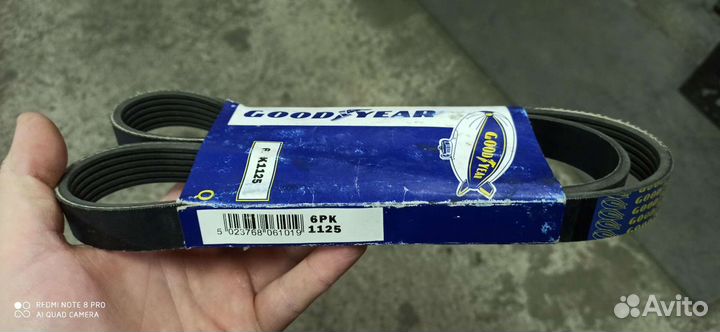 GOODYEAR
GOODYEAR
K1125
6PK
1125
5 023768 061019
REDMI NOTE 8 PRO
AI QUAD CAMERA
Avito